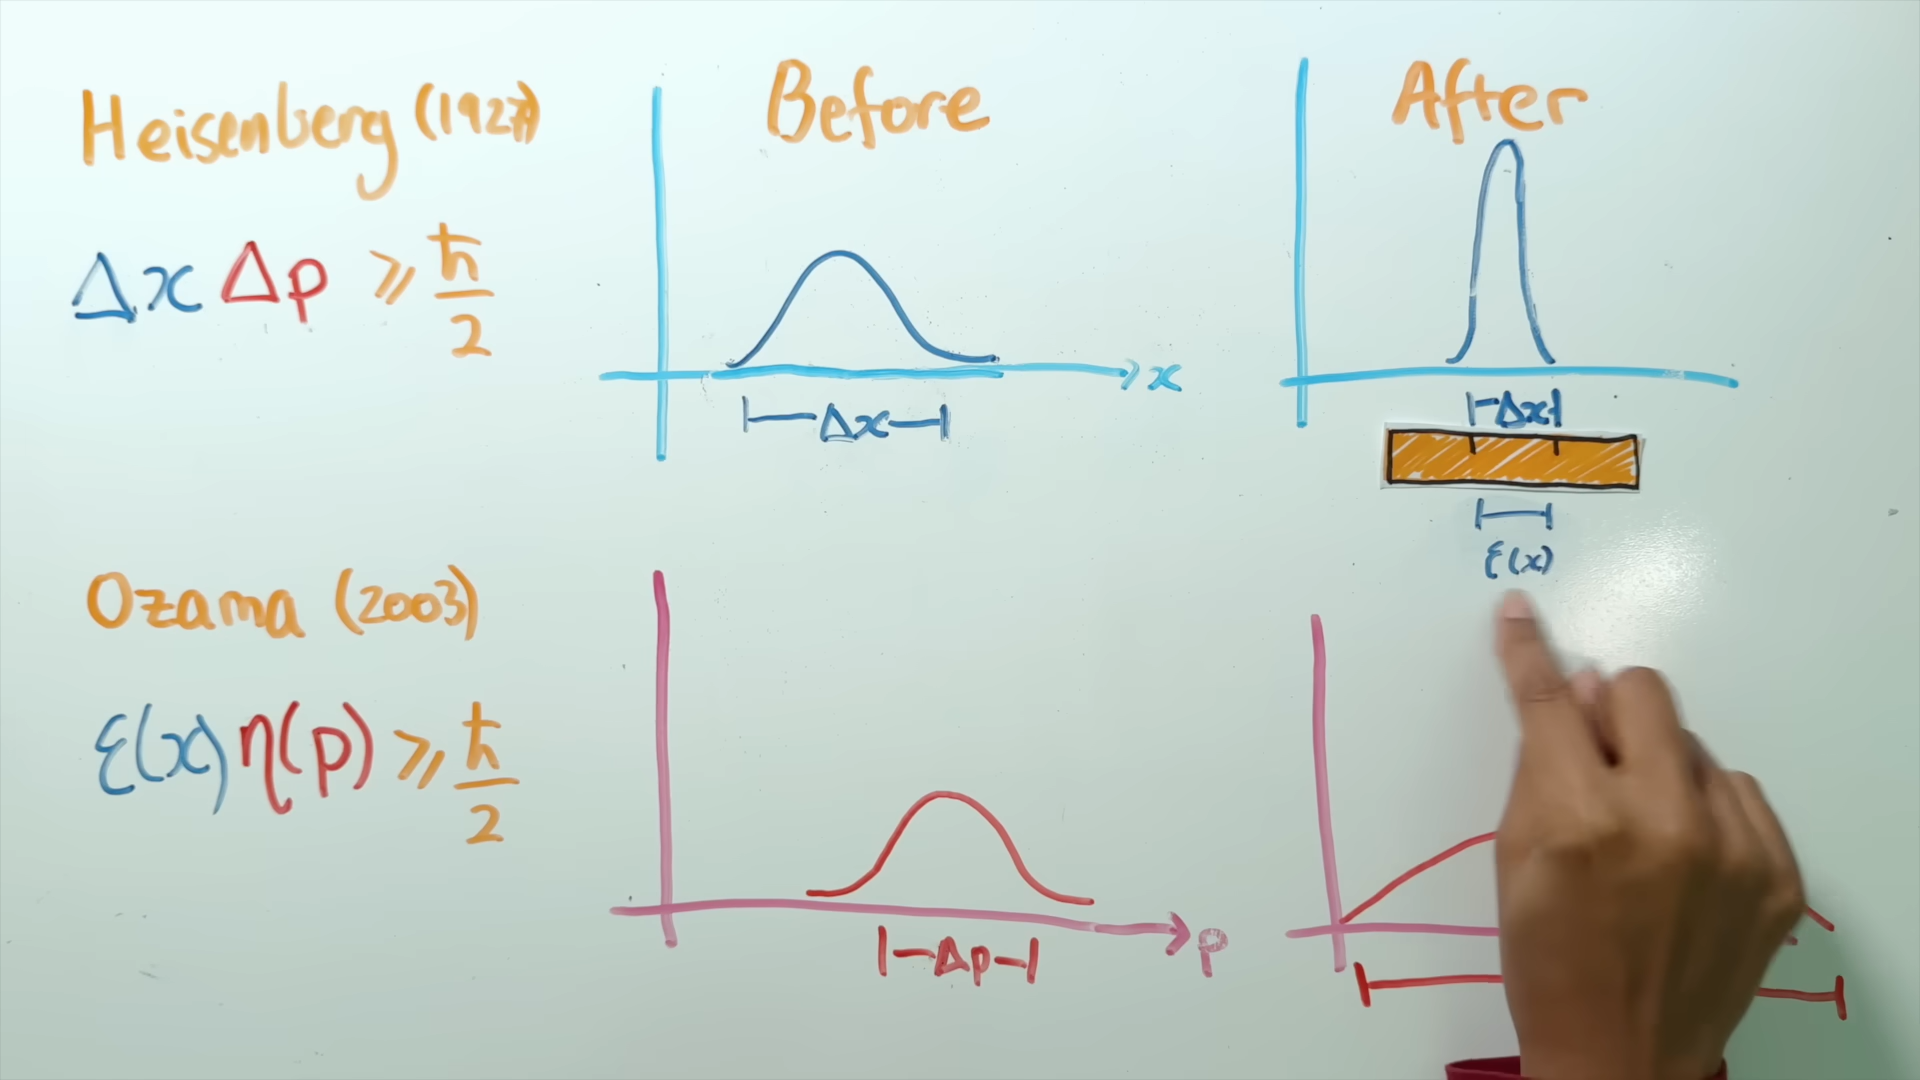 Heisenberg (1927)
Δx Δp ⩾ ħ/2
Before
x
Δx
After
Δx
ε(x)
Ozama (2003)
ε(x) η(p) ⩾ ħ/2
p
Δp